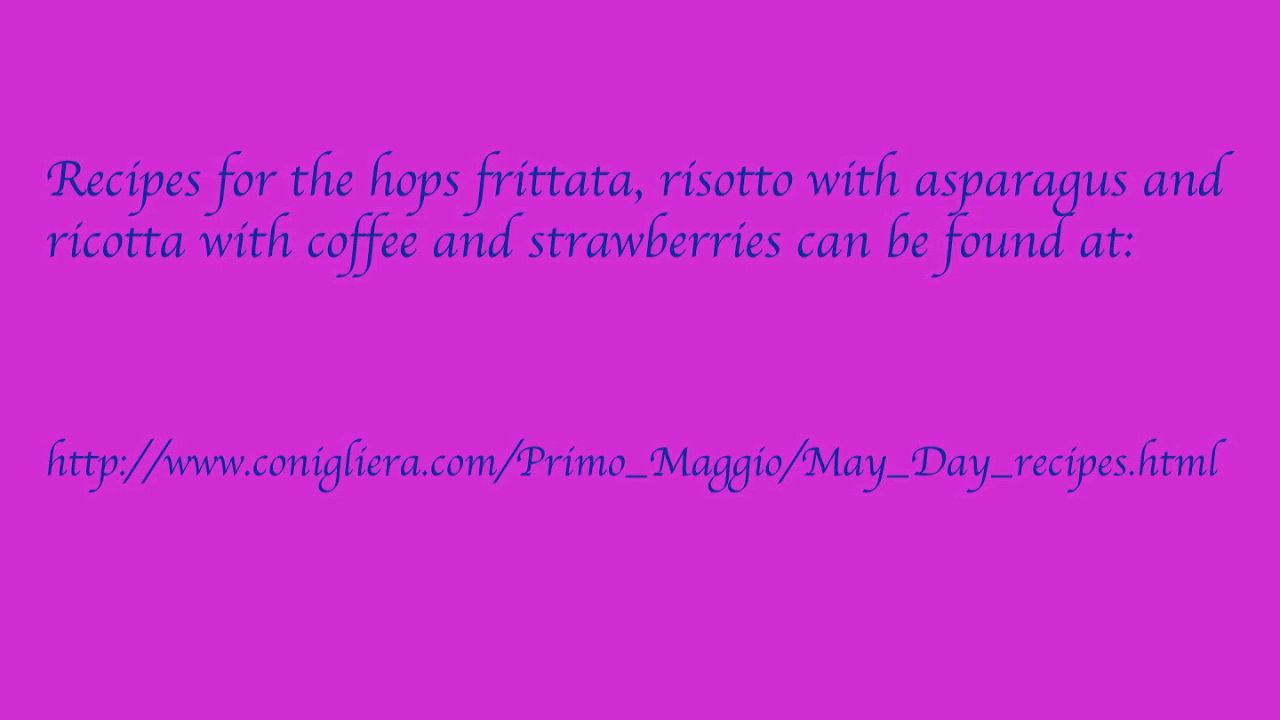 Recipes for the hops frittata, risotto with asparagus and
ricotta with coffee and strawberries can be found at:
http://www.conigliera.com/Primo_Maggio/May_Day_recipes.html